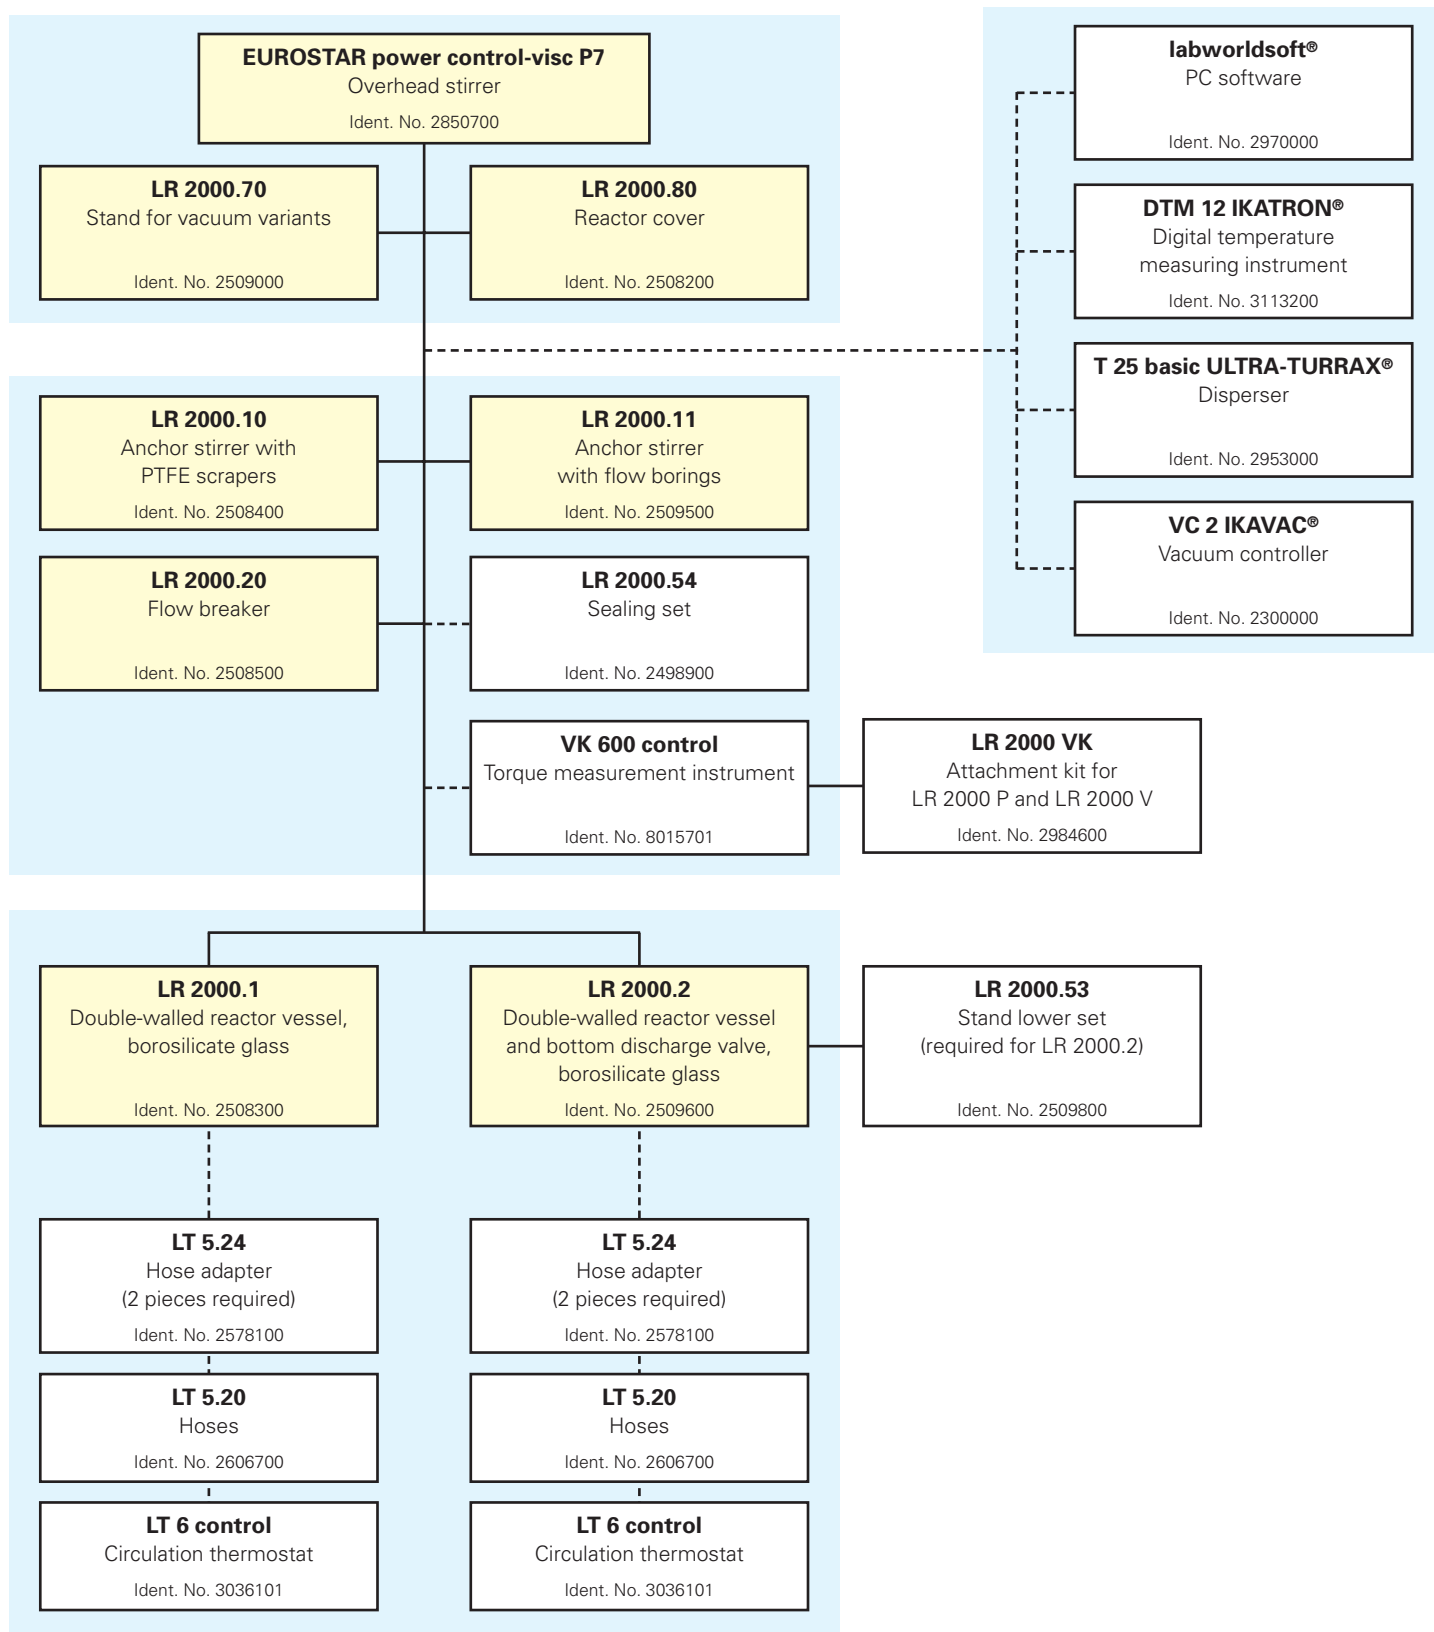 EUROSTAR power control-visc P7
Overhead stirrer
Ident. No. 2850700
LR 2000.70
Stand for vacuum variants
Ident. No. 2509000
LR 2000.80
Reactor cover
Ident. No. 2508200
labworldsoft®
PC software
Ident. No. 2970000
DTM 12 IKATRON®
Digital temperature
measuring instrument
Ident. No. 3113200
T 25 basic ULTRA-TURRAX®
Disperser
Ident. No. 2953000
VC 2 IKAVAC®
Vacuum controller
Ident. No. 2300000
LR 2000.10
Anchor stirrer with
PTFE scrapers
Ident. No. 2508400
LR 2000.11
Anchor stirrer
with flow borings
Ident. No. 2509500
LR 2000.20
Flow breaker
Ident. No. 2508500
LR 2000.54
Sealing set
Ident. No. 2498900
VK 600 control
Torque measurement instrument
Ident. No. 8015701
LR 2000 VK
Attachment kit for
LR 2000 P and LR 2000 V
Ident. No. 2984600
LR 2000.1
Double-walled reactor vessel,
borosilicate glass
Ident. No. 2508300
LR 2000.2
Double-walled reactor vessel
and bottom discharge valve,
borosilicate glass
Ident. No. 2509600
LR 2000.53
Stand lower set
(required for LR 2000.2)
Ident. No. 2509800
LT 5.24
Hose adapter
(2 pieces required)
Ident. No. 2578100
LT 5.24
Hose adapter
(2 pieces required)
Ident. No. 2578100
LT 5.20
Hoses
Ident. No. 2606700
LT 5.20
Hoses
Ident. No. 2606700
LT 6 control
Circulation thermostat
Ident. No. 3036101
LT 6 control
Circulation thermostat
Ident. No. 3036101